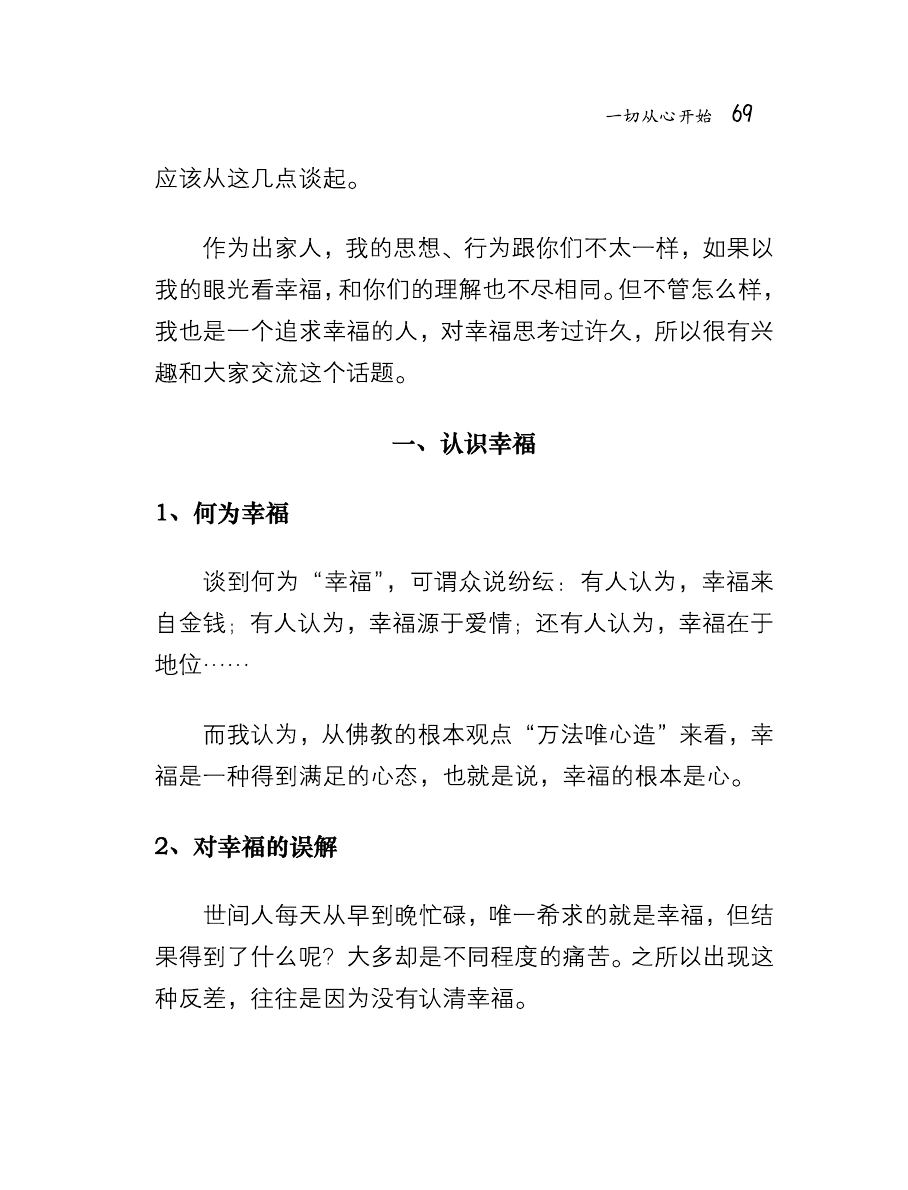 一切从心开始 69
应该从这几点谈起。
作为出家人，我的思想、行为跟你们不太一样，如果以
我的眼光看幸福，和你们的理解也不尽相同。但不管怎么样，
我也是一个追求幸福的人，对幸福思考过许久，所以很有兴
趣和大家交流这个话题。
一、认识幸福
1、何为幸福
谈到何为“幸福”，可谓众说纷纭：有人认为，幸福来
自金钱；有人认为，幸福源于爱情；还有人认为，幸福在于
地位……
而我认为，从佛教的根本观点“万法唯心造”来看，幸
福是一种得到满足的心态，也就是说，幸福的根本是心。
2、对幸福的误解
世间人每天从早到晚忙碌，唯一希求的就是幸福，但结
果得到了什么呢？大多却是不同程度的痛苦。之所以出现这
种反差，往往是因为没有认清幸福。